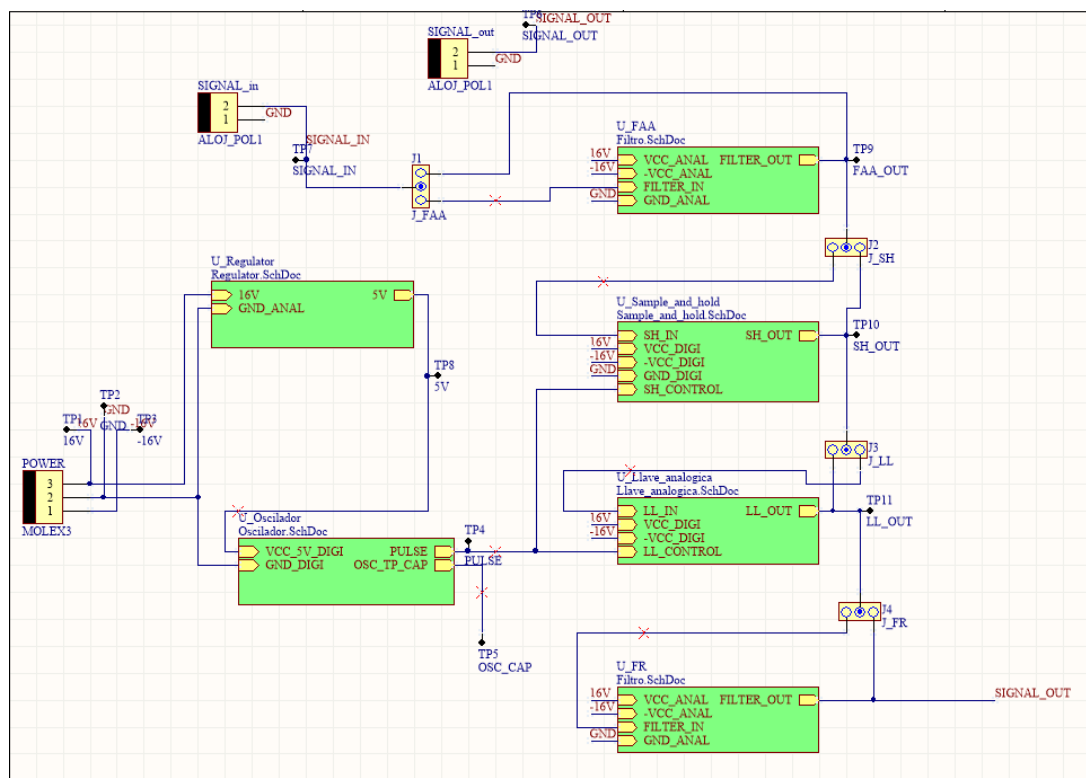 TP6
SIGNAL_OUT
SIGNAL_out
SIGNAL_OUT
2
1
GND
ALOJ_POL1
SIGNAL_in
2
1
GND
ALOJ_POL1
SIGNAL_IN
TP7
SIGNAL_IN
J1
J_FAA
U_FAA
Filtro.SchDoc
16V
VCC_ANAL
FILTER_OUT
-16V
-VCC_ANAL
FILTER_IN
GND
GND_ANAL
TP9
FAA_OUT
J2
J_SH
U_Regulator
Regulator.SchDoc
16V
5V
GND_ANAL
TP8
5V
U_Sample_and_hold
Sample_and_hold.SchDoc
SH_IN
SH_OUT
16V
VCC_DIGI
-16V
-VCC_DIGI
GND
GND_DIGI
SH_CONTROL
TP10
SH_OUT
TP2
GND
GND
TP1
16V
16V
-16V
TP3
-16V
POWER
3
2
1
MOLEX3
J3
J_LL
U_Llave_analogica
Llave_analogica.SchDoc
LL_IN
LL_OUT
16V
VCC_DIGI
-16V
-VCC_DIGI
LL_CONTROL
TP11
LL_OUT
U_Oscilador
Oscilador.SchDoc
VCC_5V_DIGI
PULSE
GND_DIGI
OSC_TP_CAP
TP4
PULSE
TP5
OSC_CAP
J4
J_FR
U_FR
Filtro.SchDoc
16V
VCC_ANAL
FILTER_OUT
-16V
-VCC_ANAL
FILTER_IN
GND
GND_ANAL
SIGNAL_OUT